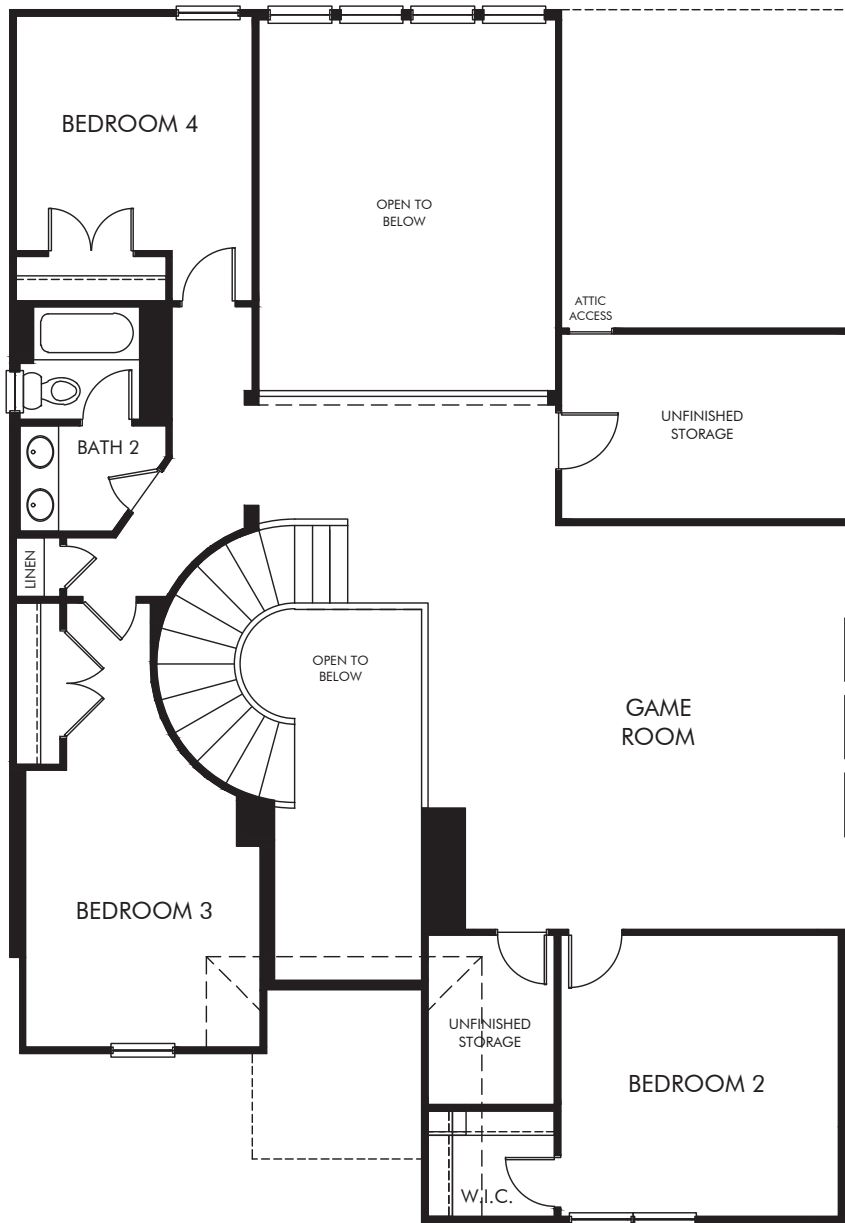 BEDROOM 4
OPEN TO
BELOW
ATTIC
ACCESS
UNFINISHED
STORAGE
BATH 2
LINEN
OPEN TO
BELOW
GAME
ROOM
BEDROOM 3
UNFINISHED
STORAGE
BEDROOM 2
W.I.C.